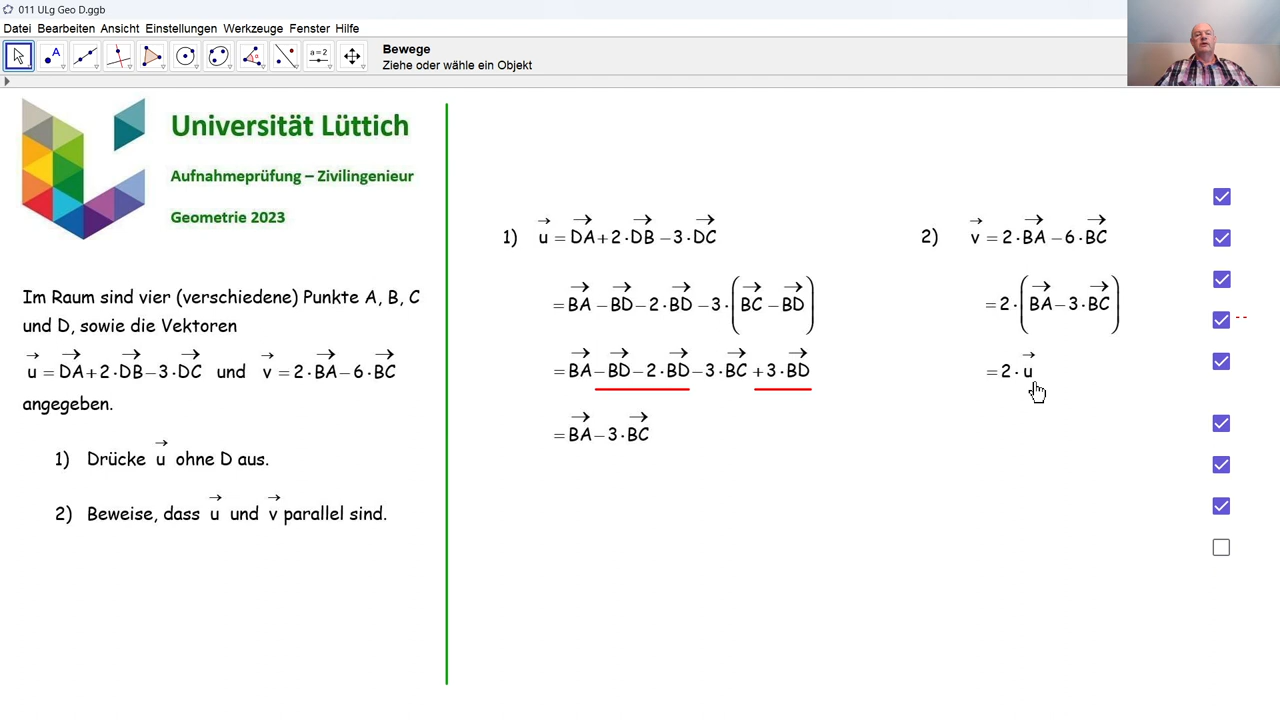 011 ULg Geo D.ggb
Datei Bearbeiten Ansicht Einstellungen Werkzeuge Fenster Hilfe
A
a=2
Bewege
Ziehe oder wähle ein Objekt
Universität Lüttich
Aufnahmeprüfung – Zivilingenieur
Geometrie 2023
Im Raum sind vier (verschiedene) Punkte A, B, C
und D, sowie die Vektoren
u⃗ = DA⃗ + 2·DB⃗ – 3·DC⃗ und v⃗ = 2·BA⃗ – 6·BC⃗
angegeben.
1) Drücke u⃗ ohne D aus.
2) Beweise, dass u⃗ und v⃗ parallel sind.
1) u⃗ = DA⃗ + 2·DB⃗ – 3·DC⃗
= BA⃗ – BD⃗ – 2·BD⃗ – 3·(BC⃗ – BD⃗)
= BA⃗ – BD⃗ – 2·BD⃗ – 3·BC⃗ + 3·BD⃗
= BA⃗ – 3·BC⃗
2) v⃗ = 2·BA⃗ – 6·BC⃗
= 2·(BA⃗ – 3·BC⃗)
= 2·u⃗